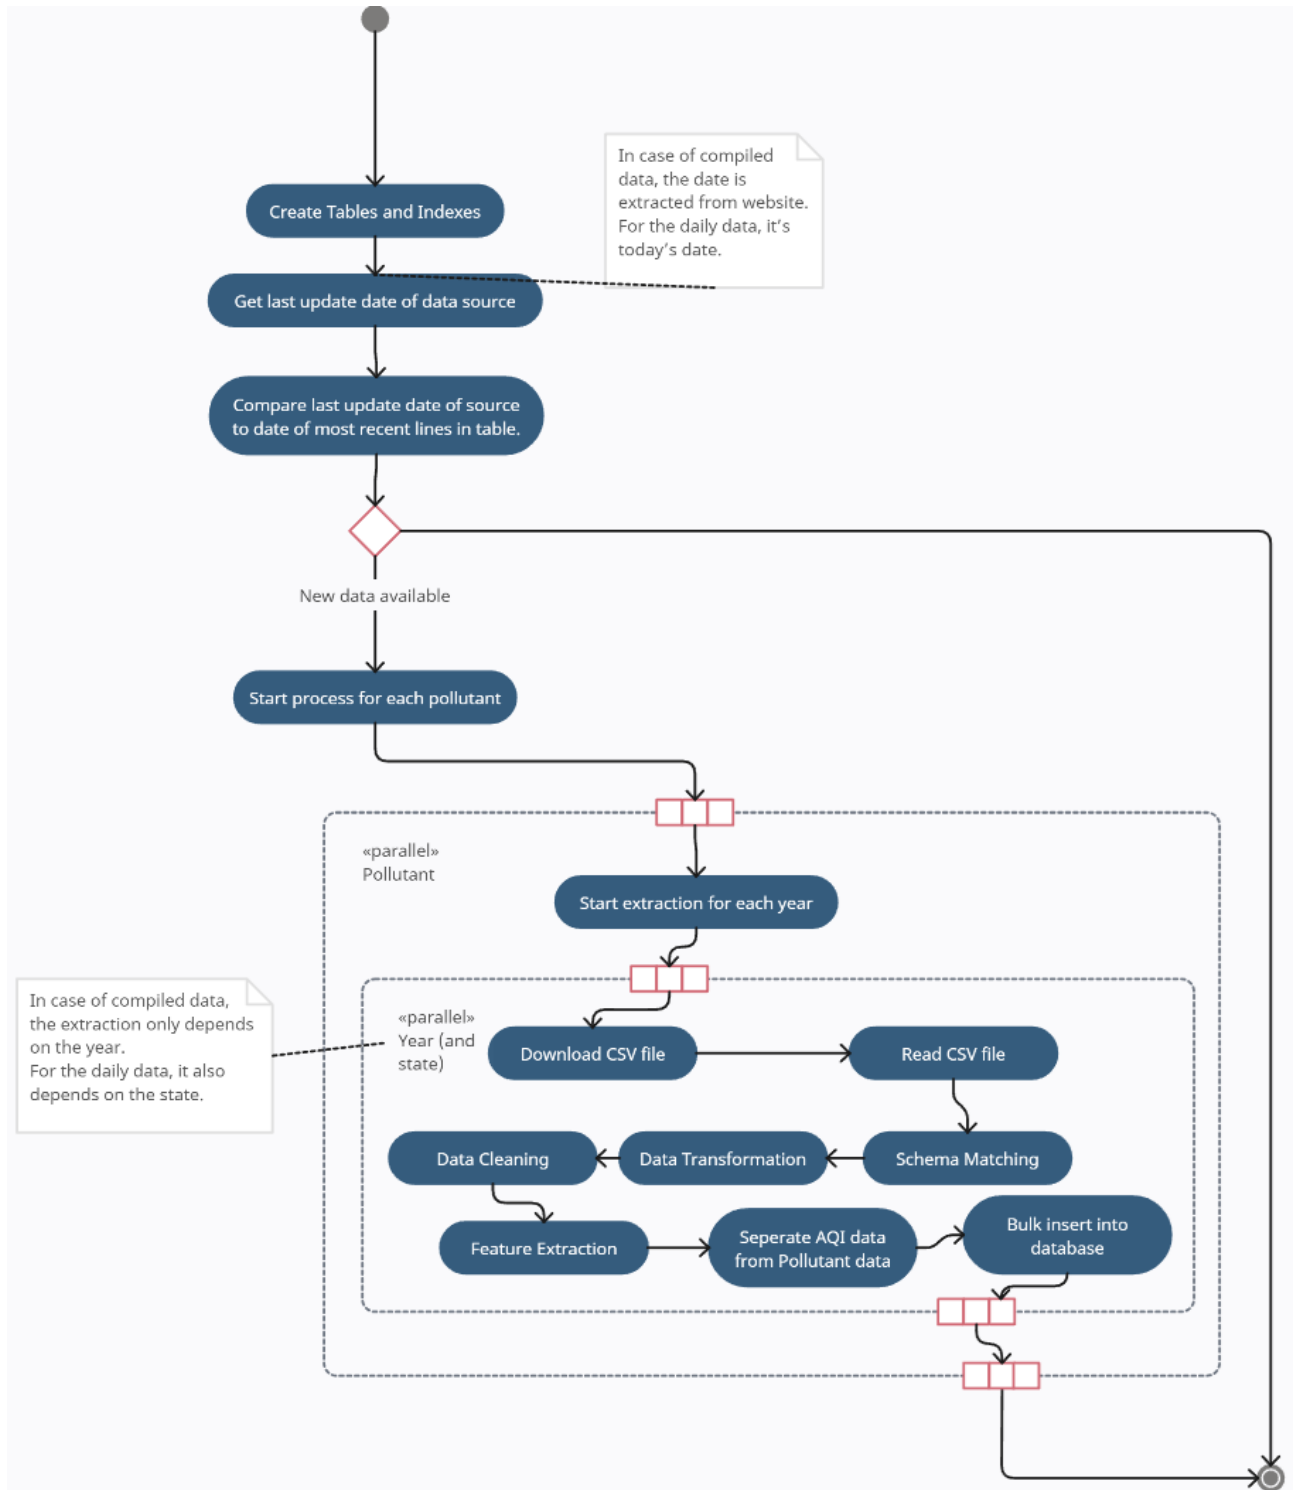 In case of compiled
data, the date is
extracted from website.
For the daily data, it's
today's date.
Create Tables and Indexes
Get last update date of data source
Compare last update date of source
to date of most recent lines in table.
New data available
Start process for each pollutant
«parallel»
Pollutant
Start extraction for each year
In case of compiled data,
the extraction only depends
on the year.
For the daily data, it also
depends on the state.
«parallel»
Year (and
state)
Download CSV file
Read CSV file
Schema Matching
Data Transformation
Data Cleaning
Feature Extraction
Seperate AQI data
from Pollutant data
Bulk insert into
database